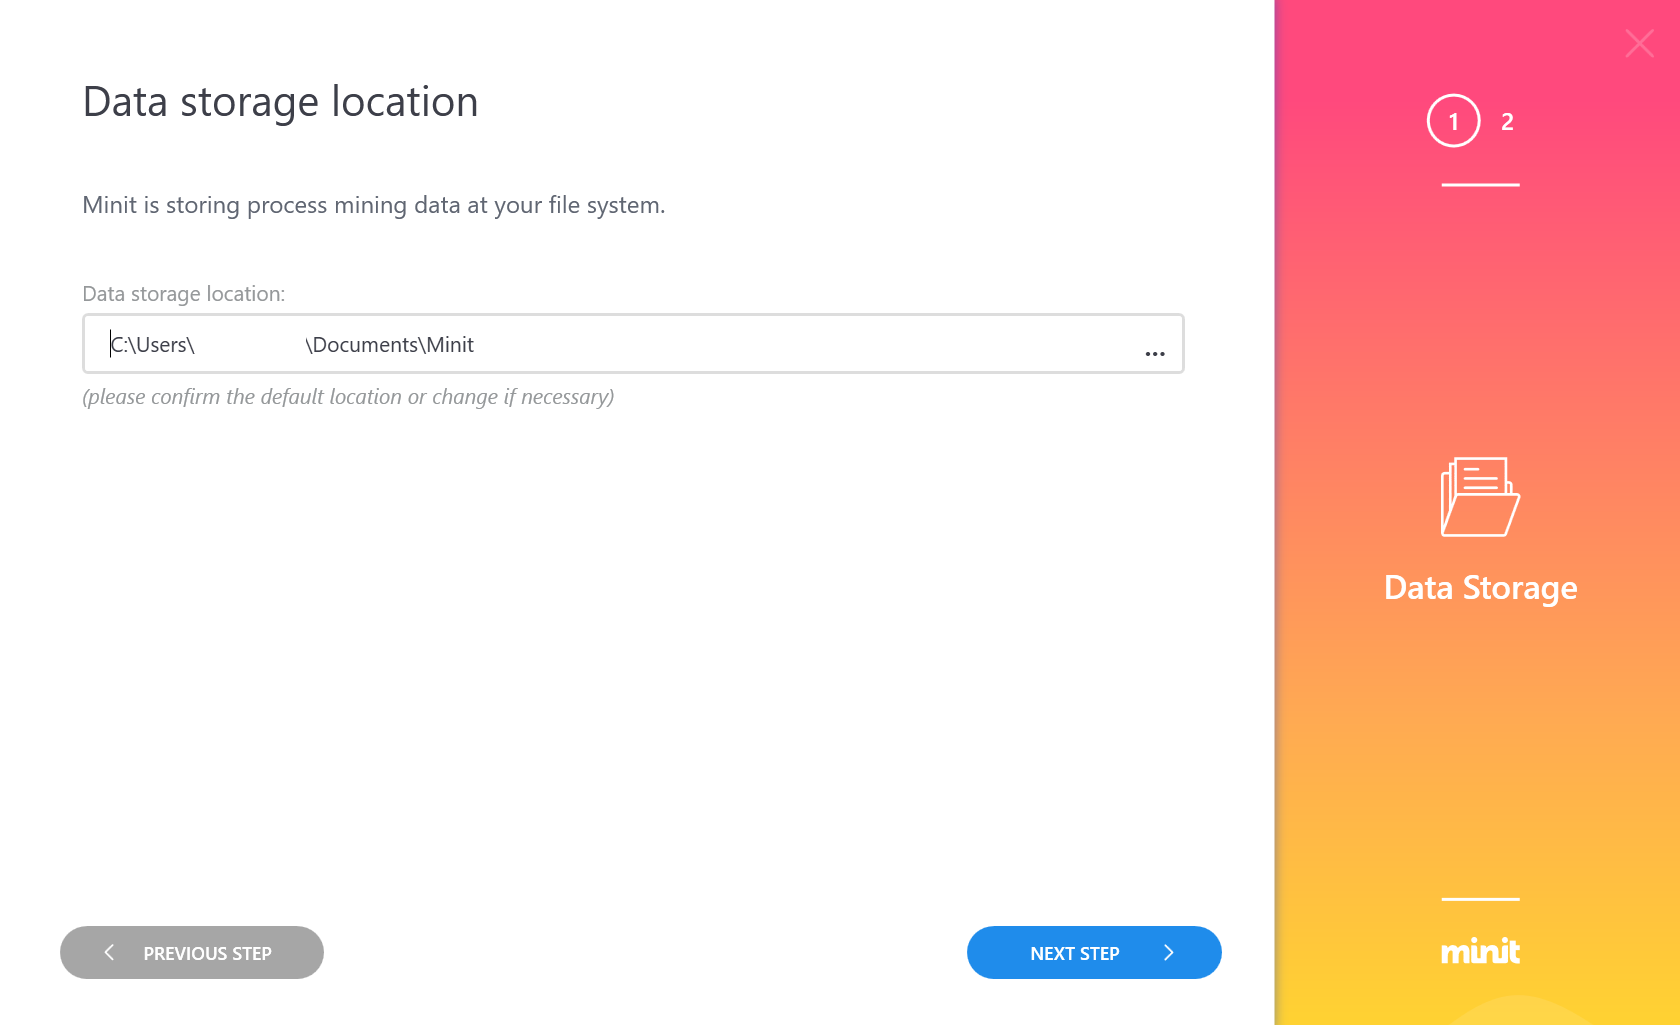 Data storage location
Minit is storing process mining data at your file system.
Data storage location:
C:\Users\ \Documents\Minit
...
(please confirm the default location or change if necessary)
PREVIOUS STEP
NEXT STEP
1 2
Data Storage
minit